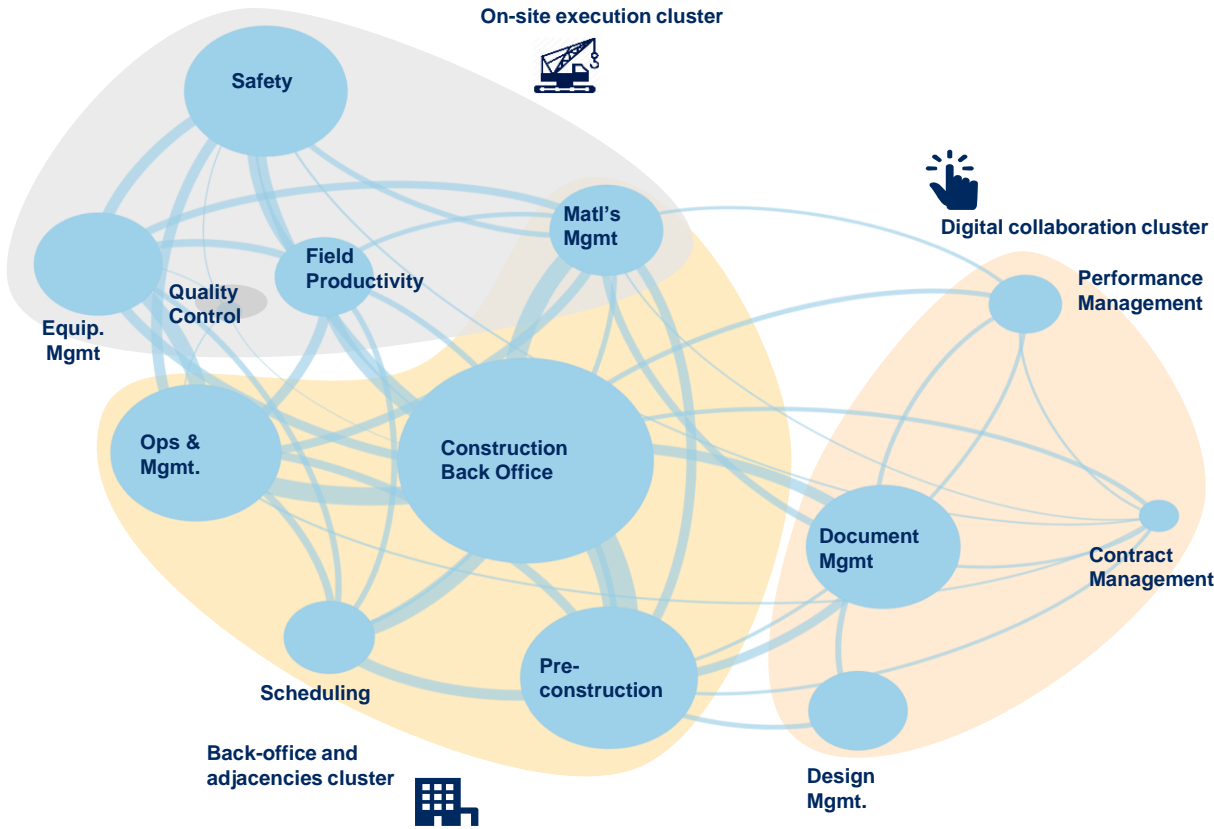 On-site execution cluster
Safety
Matl's
Mgmt
Digital collaboration cluster
Field
Productivity
Performance
Management
Quality
Control
Equip.
Mgmt
Ops &
Mgmt.
Construction
Back Office
Document
Mgmt
Contract
Management
Pre-
construction
Scheduling
Back-office and
adjacencies cluster
Design
Mgmt.